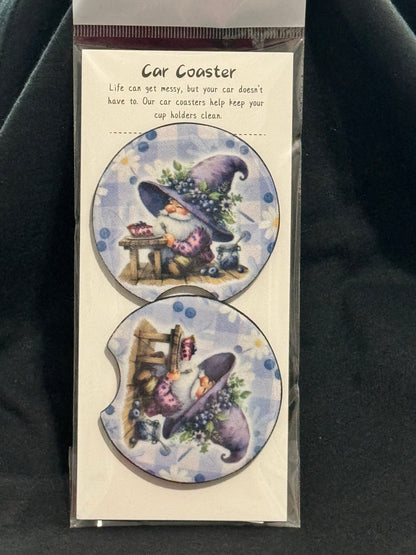 Car Coaster
Life can get messy, but your car doesn't
have to. Our car coasters help keep your
cup holders clean.